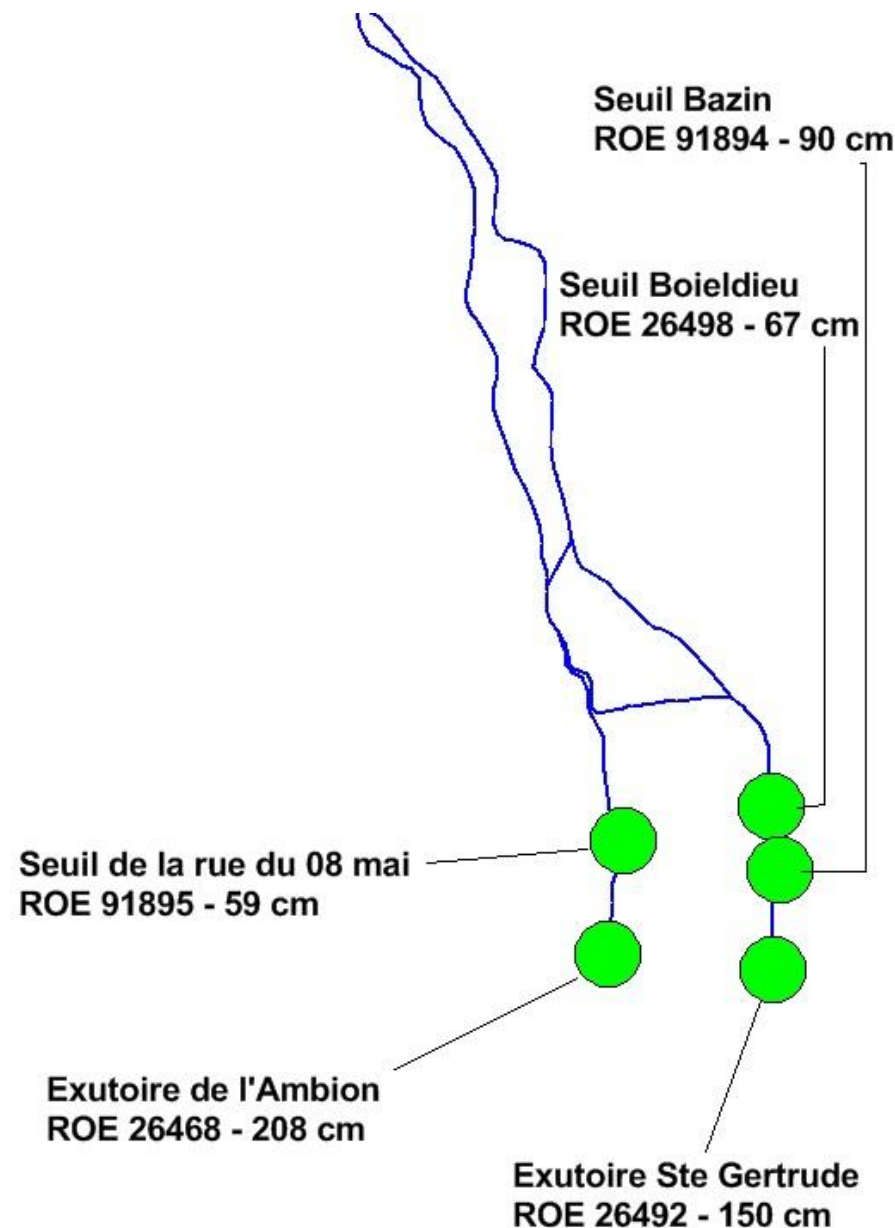 Seuil Bazin
ROE 91894 - 90 cm
Seuil Boieldieu
ROE 26498 - 67 cm
Seuil de la rue du 08 mai
ROE 91895 - 59 cm
Exutoire de l'Ambion
ROE 26468 - 208 cm
Exutoire Ste Gertrude
ROE 26492 - 150 cm